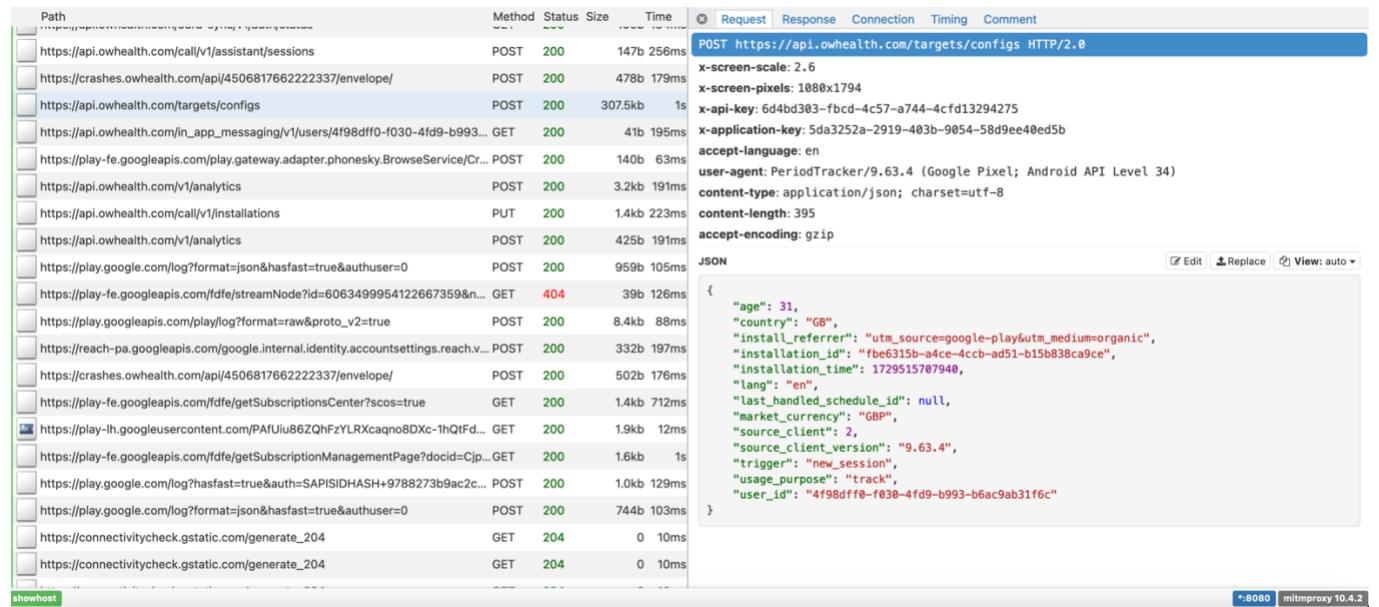 Path Method Status Size Time
https://api.owhealth.com/call/v1/assistant/sessions POST 200 147b 256ms
https://crashes.owhealth.com/api/4506817662222337/envelope/ POST 200 478b 179ms
https://api.owhealth.com/targets/configs POST 200 307.5kb 1s
https://api.owhealth.com/in_app_messaging/v1/users/4f98dff0-f030-4fd9-b993... GET 200 41b 195ms
https://play-fe.googleapis.com/play.gateway.adapter.phonesky.BrowseService/Cr... POST 200 140b 63ms
https://api.owhealth.com/v1/analytics POST 200 3.2kb 191ms
https://api.owhealth.com/call/v1/installations PUT 200 1.4kb 223ms
https://api.owhealth.com/v1/analytics POST 200 425b 191ms
https://play.google.com/log?format=json&hasfast=true&authuser=0 POST 200 959b 105ms
https://play-fe.googleapis.com/fdfe/streamNode?id=6063499954122667359&n... GET 404 39b 126ms
https://play.googleapis.com/play/log?format=raw&proto_v2=true POST 200 8.4kb 88ms
https://reach-pa.googleapis.com/google.internal.identity.accountsettings.reach.v... POST 200 332b 197ms
https://crashes.owhealth.com/api/4506817662222337/envelope/ POST 200 502b 176ms
https://play-fe.googleapis.com/fdfe/getSubscriptionsCenter?scos=true GET 200 1.4kb 712ms
https://play-lh.googleusercontent.com/PAfUiu86ZQhFzYLRXcaqno8DXc-1hQtFd... GET 200 1.9kb 12ms
https://play-fe.googleapis.com/fdfe/getSubscriptionManagementPage?docid=Cjp... GET 200 1.6kb 1s
https://play.google.com/log?hasfast=true&auth=SAPISIDHASH+9788273b9ac2c... POST 200 1.0kb 129ms
https://play.google.com/log?format=json&hasfast=true&authuser=0 POST 200 744b 103ms
https://connectivitycheck.gstatic.com/generate_204 GET 204 0 10ms
https://connectivitycheck.gstatic.com/generate_204 GET 204 0 10ms
Request Response Connection Timing Comment
POST https://api.owhealth.com/targets/configs HTTP/2.0
x-screen-scale: 2.6
x-screen-pixels: 1080x1794
x-api-key: 6d4bd303-fbcd-4c57-a744-4cfd13294275
x-application-key: 5da3252a-2919-403b-9054-58d9ee40ed5b
accept-language: en
user-agent: PeriodTracker/9.63.4 (Google Pixel; Android API Level 34)
content-type: application/json; charset=utf-8
content-length: 395
accept-encoding: gzip
JSON Edit Replace View: auto
{
"age": 31,
"country": "GB",
"install_referrer": "utm_source=google-play&utm_medium=organic",
"installation_id": "fbe6315b-a4ce-4ccb-ad51-b15b838ca9ce",
"installation_time": 1729515707940,
"lang": "en",
"last_handled_schedule_id": null,
"market_currency": "GBP",
"source_client": 2,
"source_client_version": "9.63.4",
"trigger": "new_session",
"usage_purpose": "track",
"user_id": "4f98dff0-f030-4fd9-b993-b6ac9ab31f6c"
}
showhost *:8080 mitmproxy 10.4.2